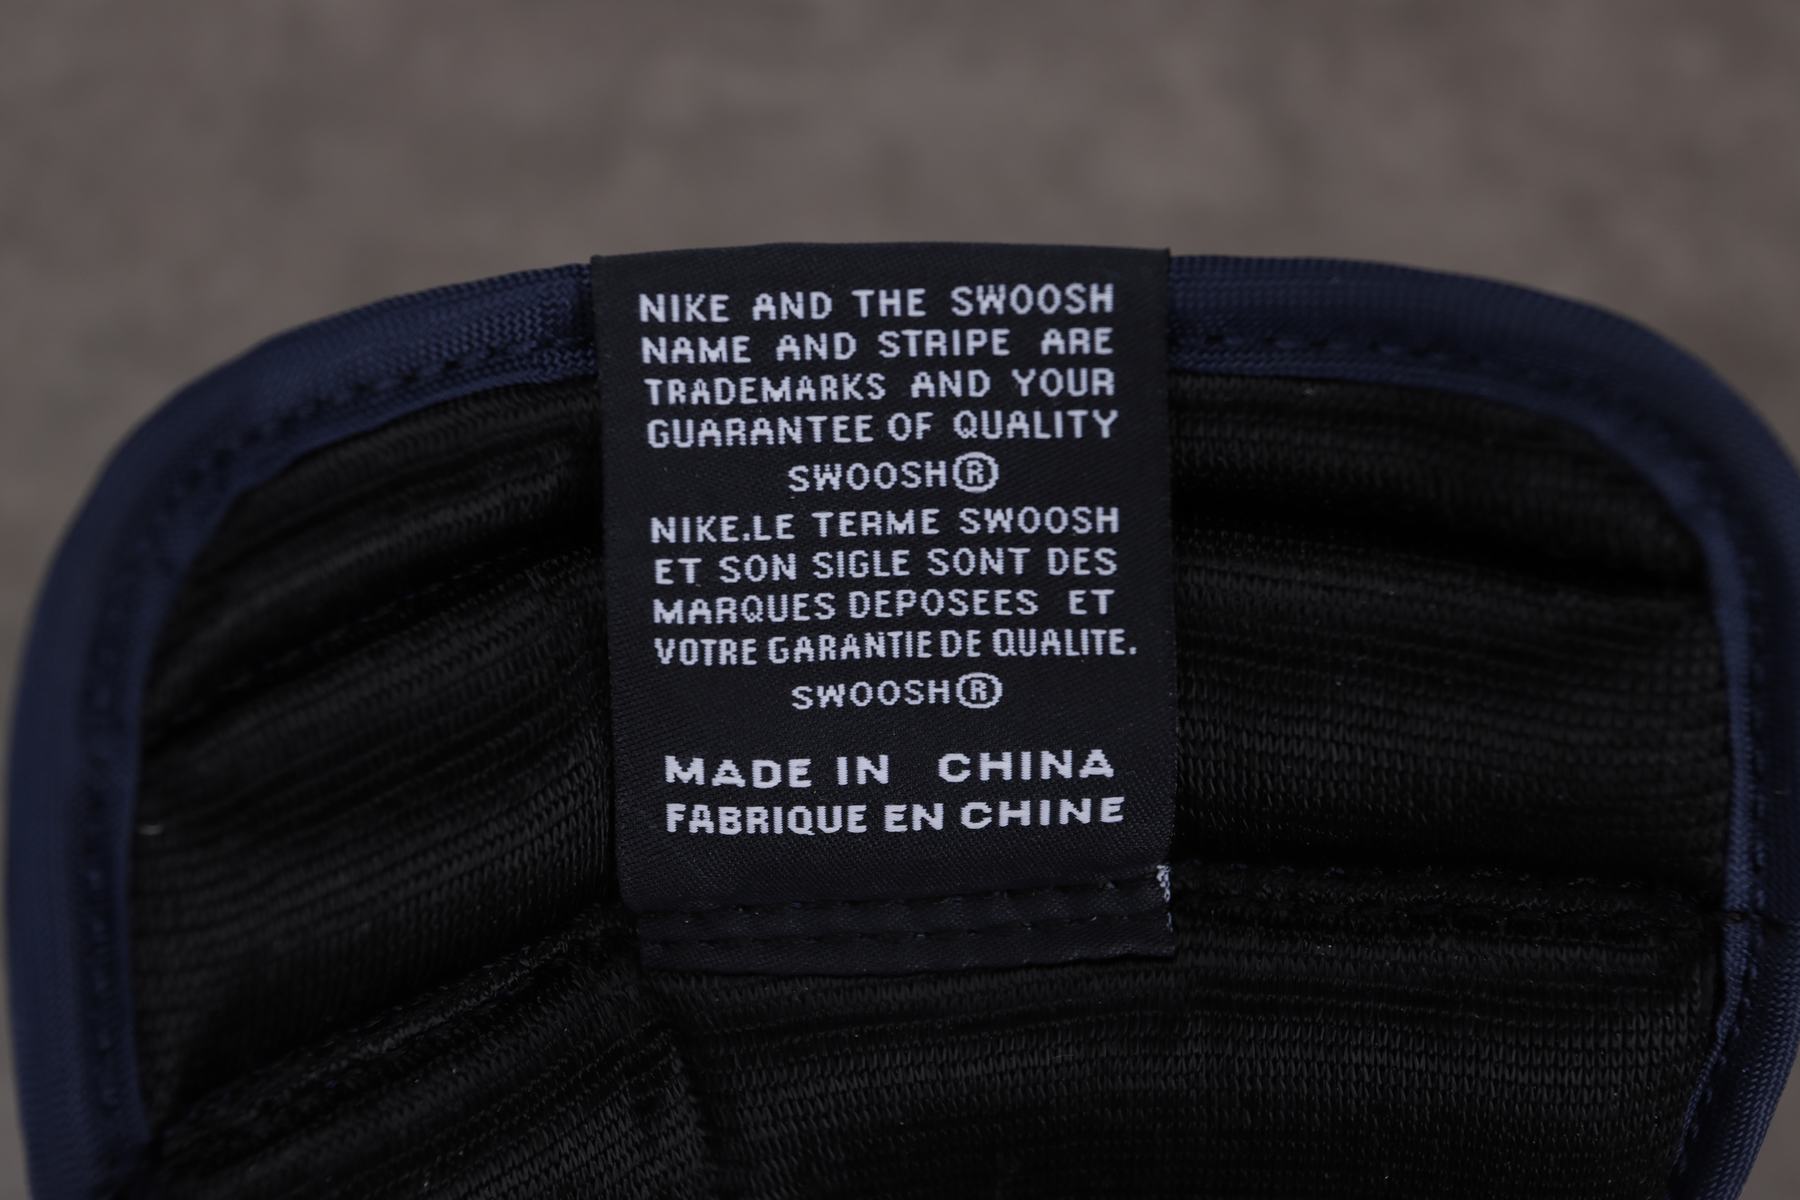 NIKE AND THE SWOOSH
NAME AND STRIPE ARE
TRADEMARKS AND YOUR
GUARANTEE OF QUALITY
SWOOSH®
NIKE.LE TERME SWOOSH
ET SON SIGLE SONT DES
MARQUES DEPOSEES ET
VOTRE GARANTIE DE QUALITE.
SWOOSH®
MADE IN CHINA
FABRIQUE EN CHINE